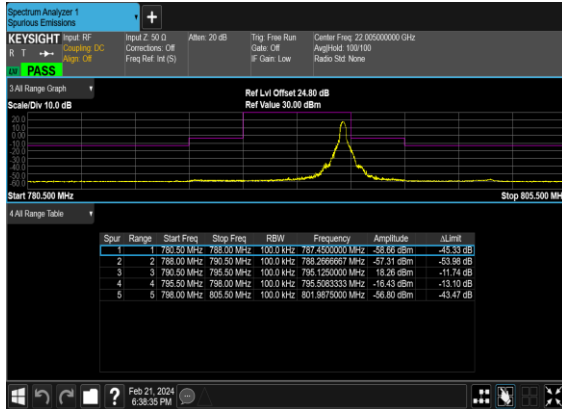 Spectrum Analyzer 1
Spurious Emissions
+
KEYSIGHT Input: RF Input Z: 50 Ω Atten: 20 dB Trig: Free Run Center Freq: 22.005000000 GHz
R T Coupling: DC Corrections: Off Gate: Off Avg|Hold: 100/100
Align: Off Freq Ref: Int (S) IF Gain: Low Radio Std: None
PASS
3 All Range Graph
Ref Lvl Offset 24.80 dB
Scale/Div 10.0 dB Ref Value 30.00 dBm
20.0
10.0
0.00
-10.0
-20.0
-30.0
-40.0
-50.0
-60.0
Start 780.500 MHz Stop 805.500 MHz
4 All Range Table
Spur Range Start Freq Stop Freq RBW Frequency Amplitude ΔLimit
1 1 780.50 MHz 788.00 MHz 100.0 kHz 787.4500000 MHz -58.66 dBm -45.33 dB
2 2 788.00 MHz 790.50 MHz 100.0 kHz 788.2666667 MHz -57.31 dBm -53.98 dB
3 3 790.50 MHz 795.50 MHz 100.0 kHz 795.1250000 MHz 18.26 dBm -11.74 dB
4 4 795.50 MHz 798.00 MHz 100.0 kHz 795.5083333 MHz -16.43 dBm -13.10 dB
5 5 798.00 MHz 805.50 MHz 100.0 kHz 801.9875000 MHz -56.80 dBm -43.47 dB
? Feb 21, 2024
6:38:35 PM